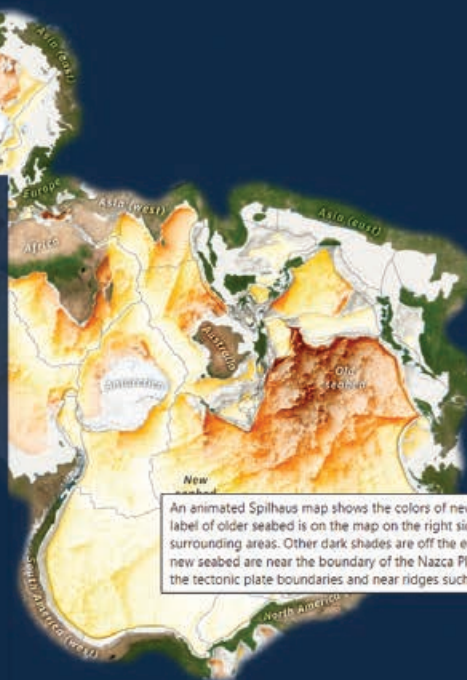 Asia (east)
Europe
Asia (west)
Asia (east)
Africa
Australia
Old
seabed
Antarctica
New
An animated Spilhaus map shows the colors of
label of older seabed is on the map on the right
surrounding areas. Other dark shades are off the
new seabed are near the boundary of the Nazca
the tectonic plate boundaries and near ridges such
South America (west)
North America